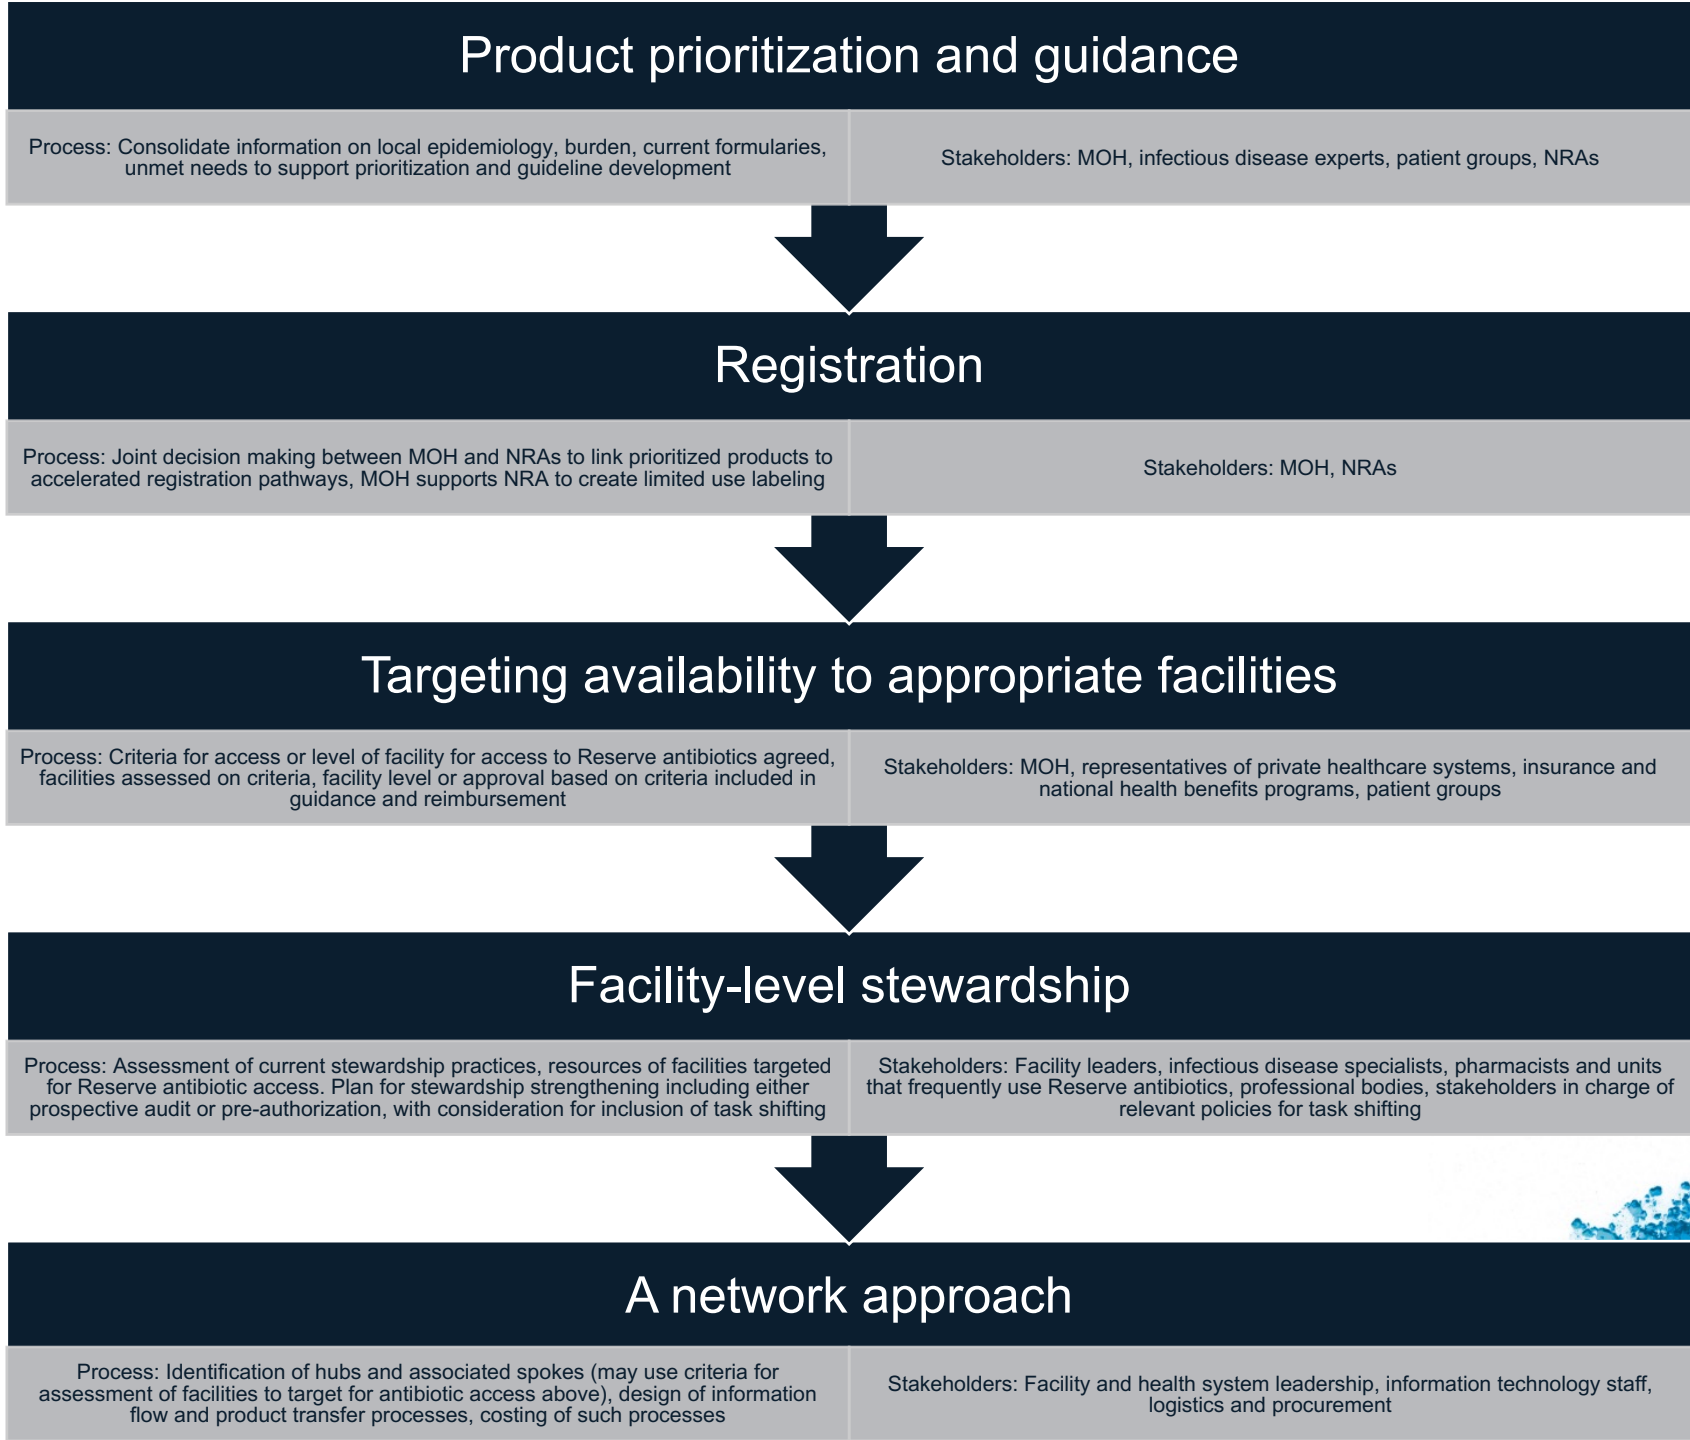 Product prioritization and guidance
Process: Consolidate information on local epidemiology, burden, current formularies,
unmet needs to support prioritization and guideline development
Stakeholders: MOH, infectious disease experts, patient groups, NRAs
Registration
Process: Joint decision making between MOH and NRAs to link prioritized products to
accelerated registration pathways, MOH supports NRA to create limited use labeling
Stakeholders: MOH, NRAs
Targeting availability to appropriate facilities
Process: Criteria for access or level of facility for access to Reserve antibiotics agreed,
facilities assessed on criteria, facility level or approval based on criteria included in
guidance and reimbursement
Stakeholders: MOH, representatives of private healthcare systems, insurance and
national health benefits programs, patient groups
Facility-level stewardship
Process: Assessment of current stewardship practices, resources of facilities targeted
for Reserve antibiotic access. Plan for stewardship strengthening including either
prospective audit or pre-authorization, with consideration for inclusion of task shifting
Stakeholders: Facility leaders, infectious disease specialists, pharmacists and units
that frequently use Reserve antibiotics, professional bodies, stakeholders in charge of
relevant policies for task shifting
A network approach
Process: Identification of hubs and associated spokes (may use criteria for
assessment of facilities to target for antibiotic access above), design of information
flow and product transfer processes, costing of such processes
Stakeholders: Facility and health system leadership, information technology staff,
logistics and procurement